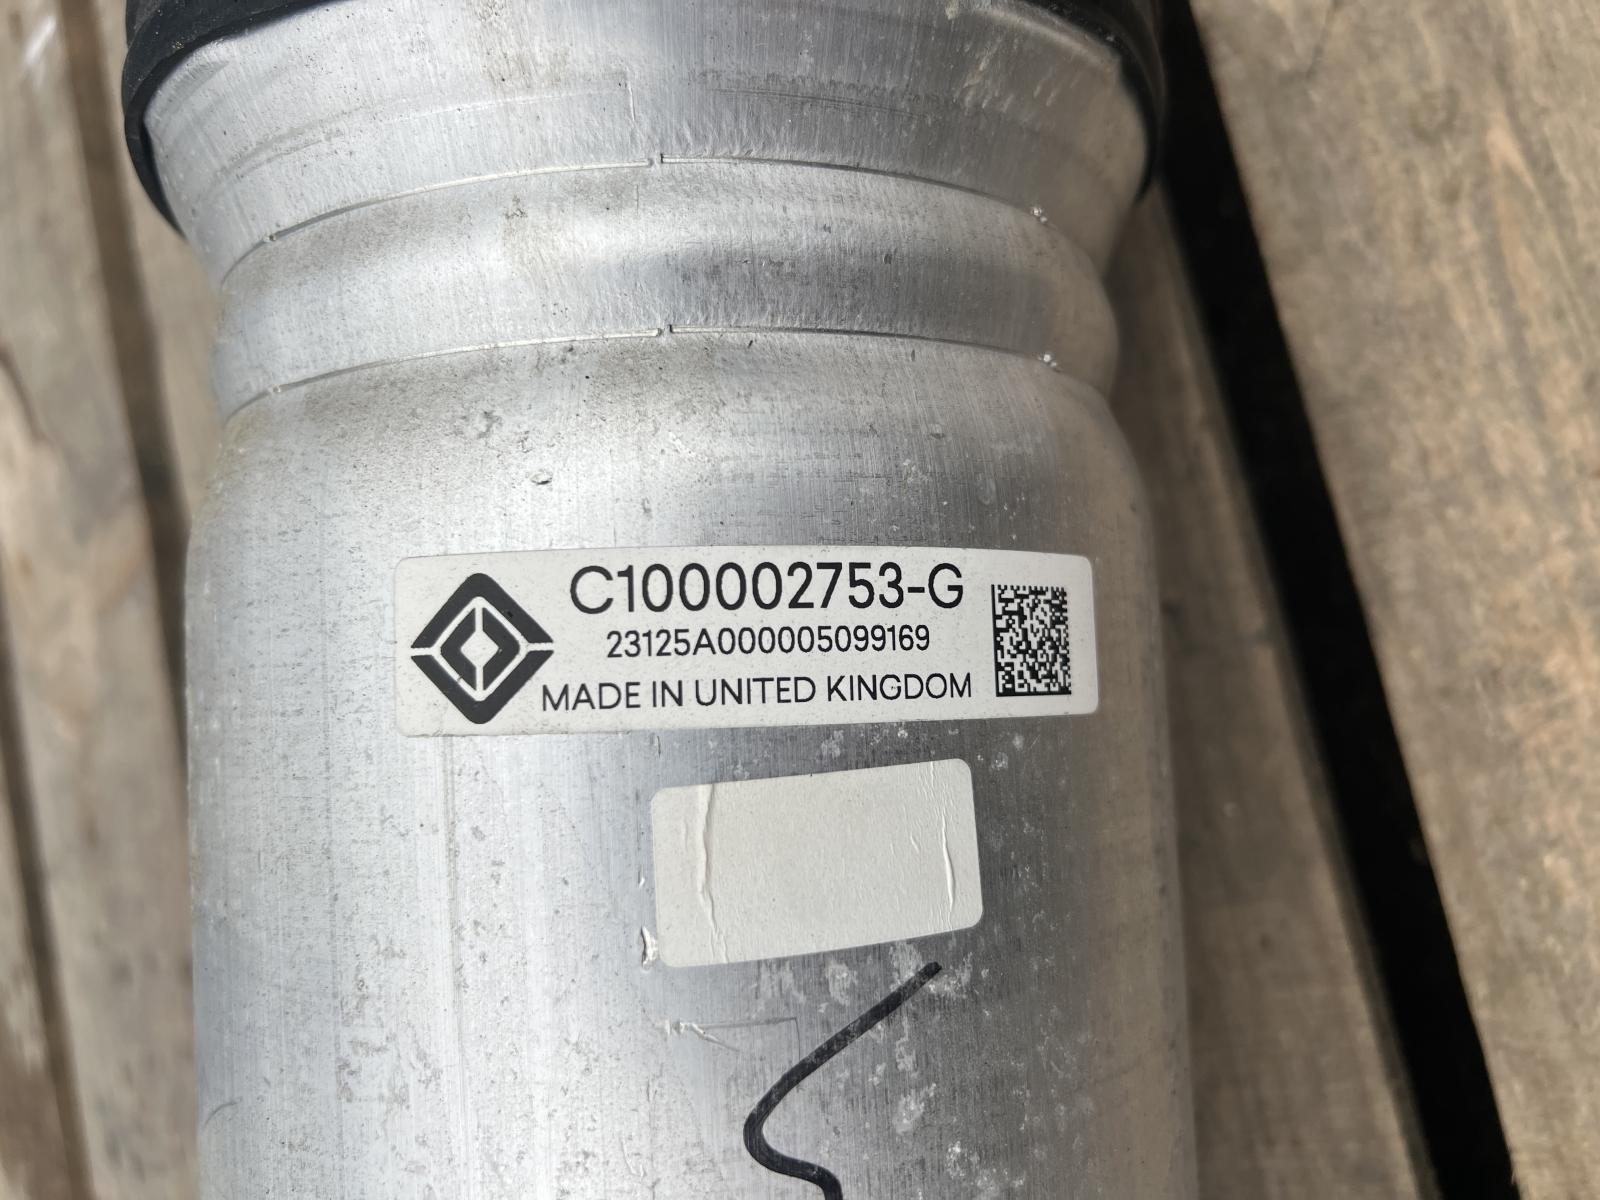 C100002753-G
23125A000005099169
MADE IN UNITED KINGDOM